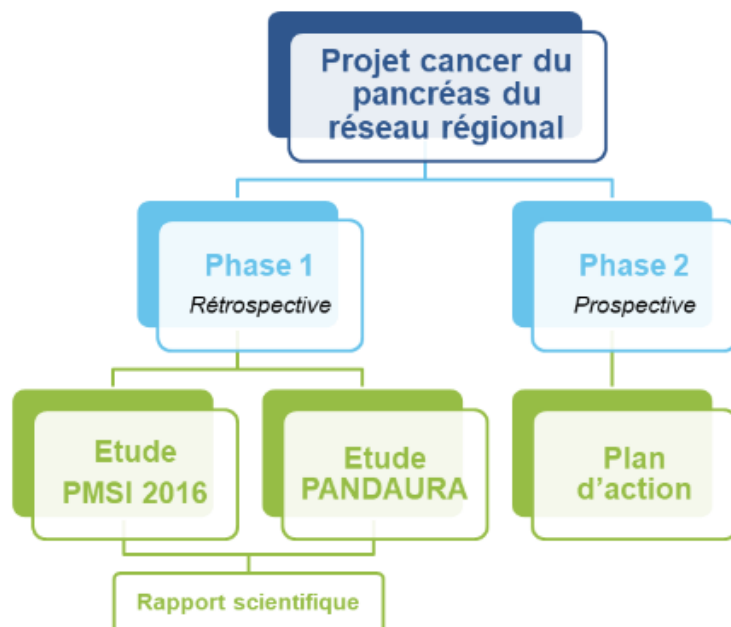 Projet cancer du
pancréas du
réseau régional
Phase 1
Rétrospective
Phase 2
Prospective
Etude
PMSI 2016
Etude
PANDAURA
Plan
d'action
Rapport scientifique